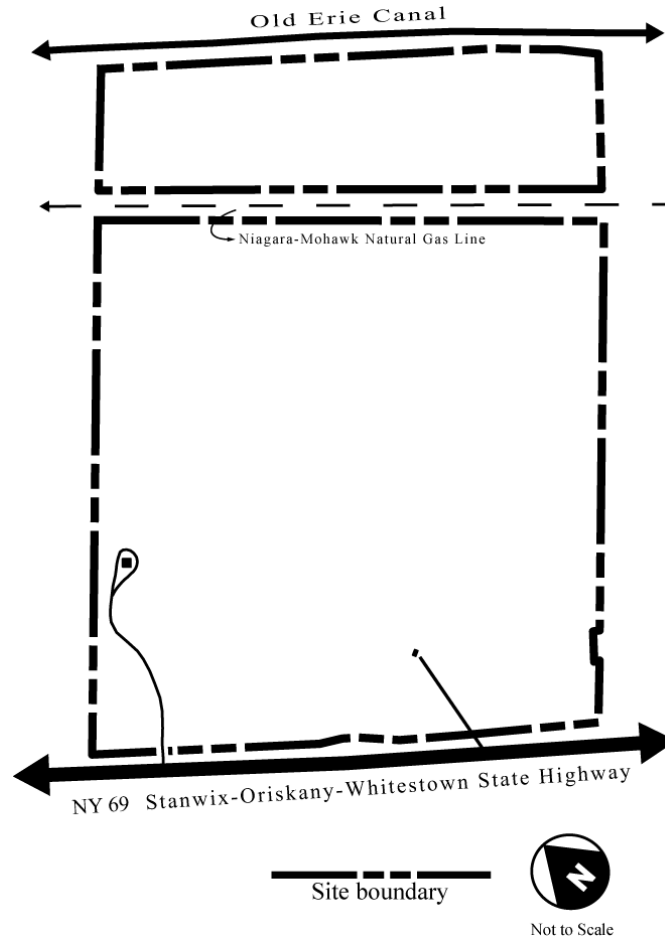 Old Erie Canal
Niagara-Mohawk Natural Gas Line
NY 69 Stanwix-Oriskany-Whitestown State Highway
Site boundary
N
Not to Scale